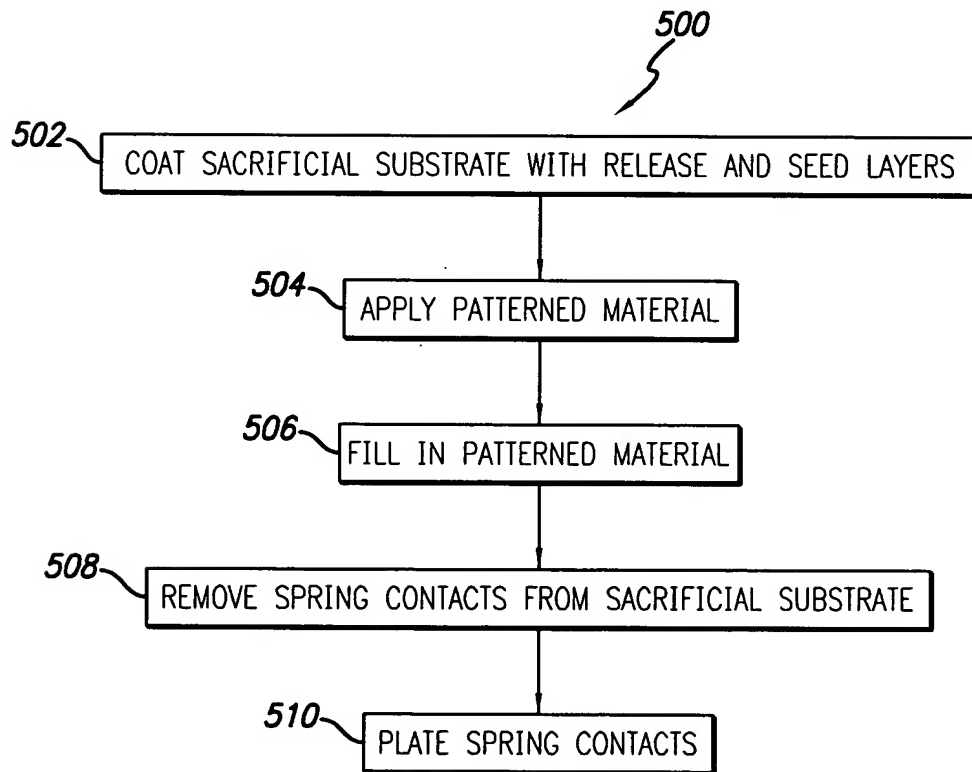 500
502
COAT SACRIFICIAL SUBSTRATE WITH RELEASE AND SEED LAYERS
504
APPLY PATTERNED MATERIAL
506
FILL IN PATTERNED MATERIAL
508
REMOVE SPRING CONTACTS FROM SACRIFICIAL SUBSTRATE
510
PLATE SPRING CONTACTS